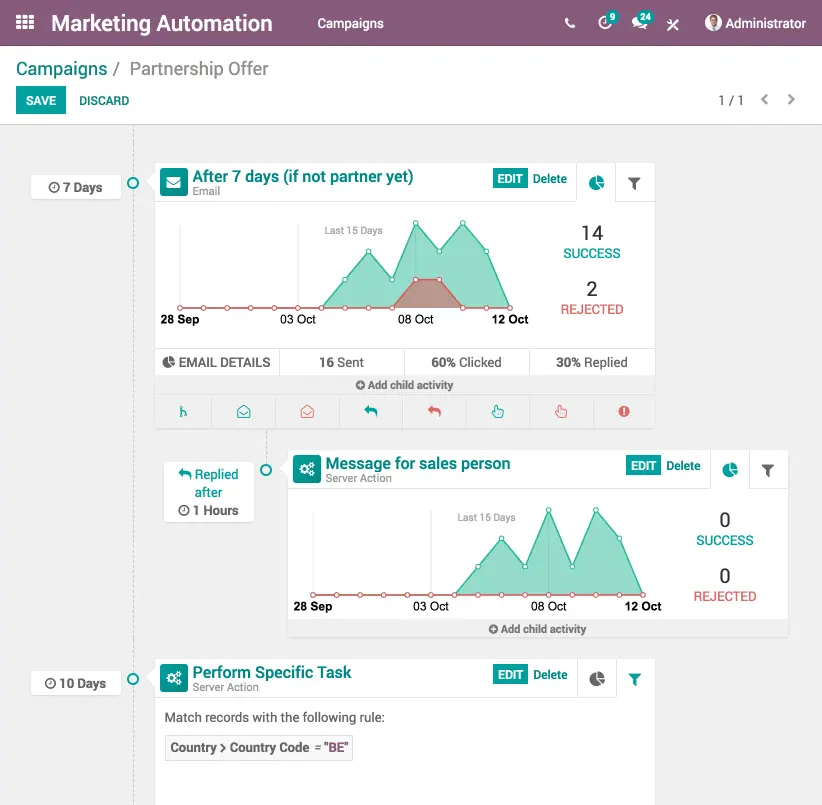 Marketing Automation Campaigns 9 24 Administrator
Campaigns / Partnership Offer
SAVE DISCARD 1 / 1
7 Days
After 7 days (if not partner yet) EDIT Delete
Email
Last 15 Days
14
SUCCESS
2
REJECTED
28 Sep 03 Oct 08 Oct 12 Oct
EMAIL DETAILS 16 Sent 60% Clicked 30% Replied
Add child activity
Replied
after
1 Hours
Message for sales person EDIT Delete
Server Action
Last 15 Days
0
SUCCESS
0
REJECTED
28 Sep 03 Oct 08 Oct 12 Oct
Add child activity
10 Days
Perform Specific Task EDIT Delete
Server Action
Match records with the following rule:
Country > Country Code = "BE"